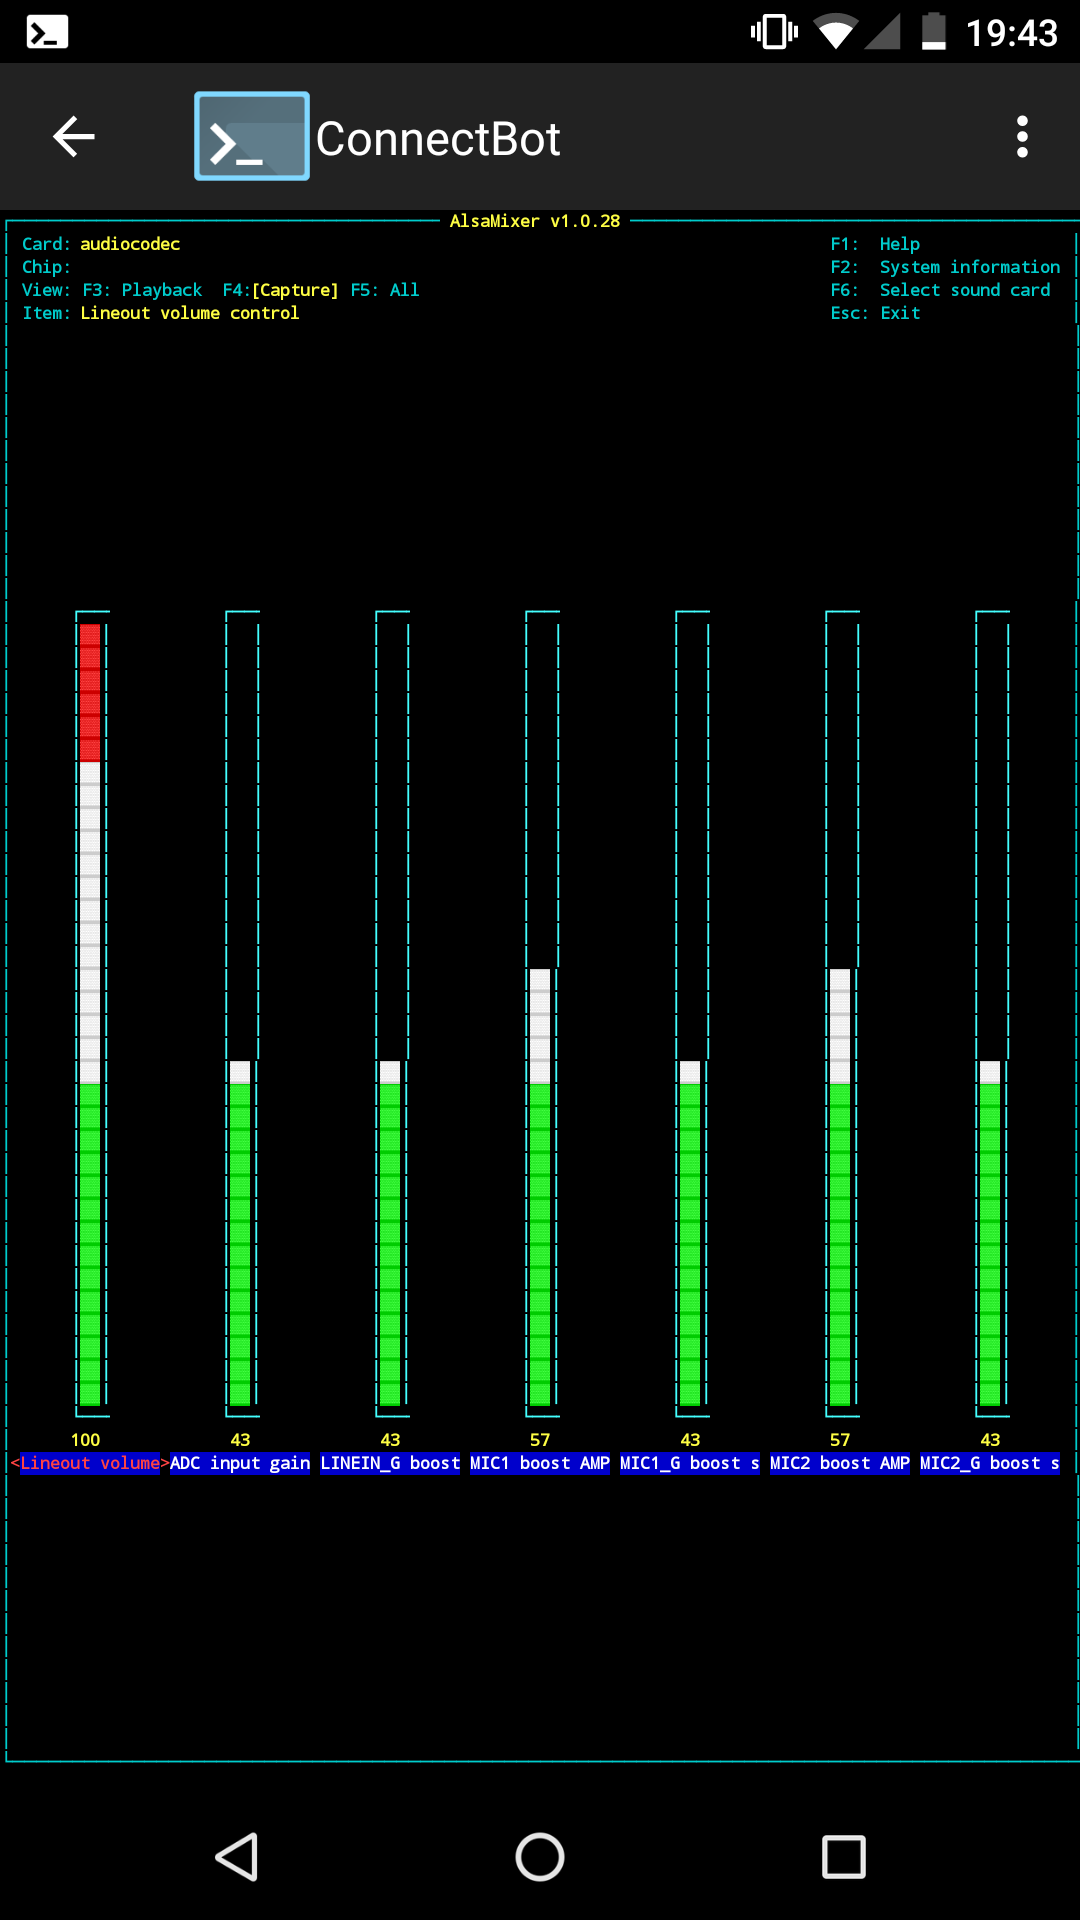 19:43
ConnectBot
AlsaMixer v1.0.28
Card: audiocodec F1: Help
Chip: F2: System information
View: F3: Playback F4:[Capture] F5: All F6: Select sound card
Item: Lineout volume control Esc: Exit
100 43 43 57 43 57 43
<Lineout volume>ADC input gain LINEIN_G boost MIC1 boost AMP MIC1_G boost s MIC2 boost AMP MIC2_G boost s